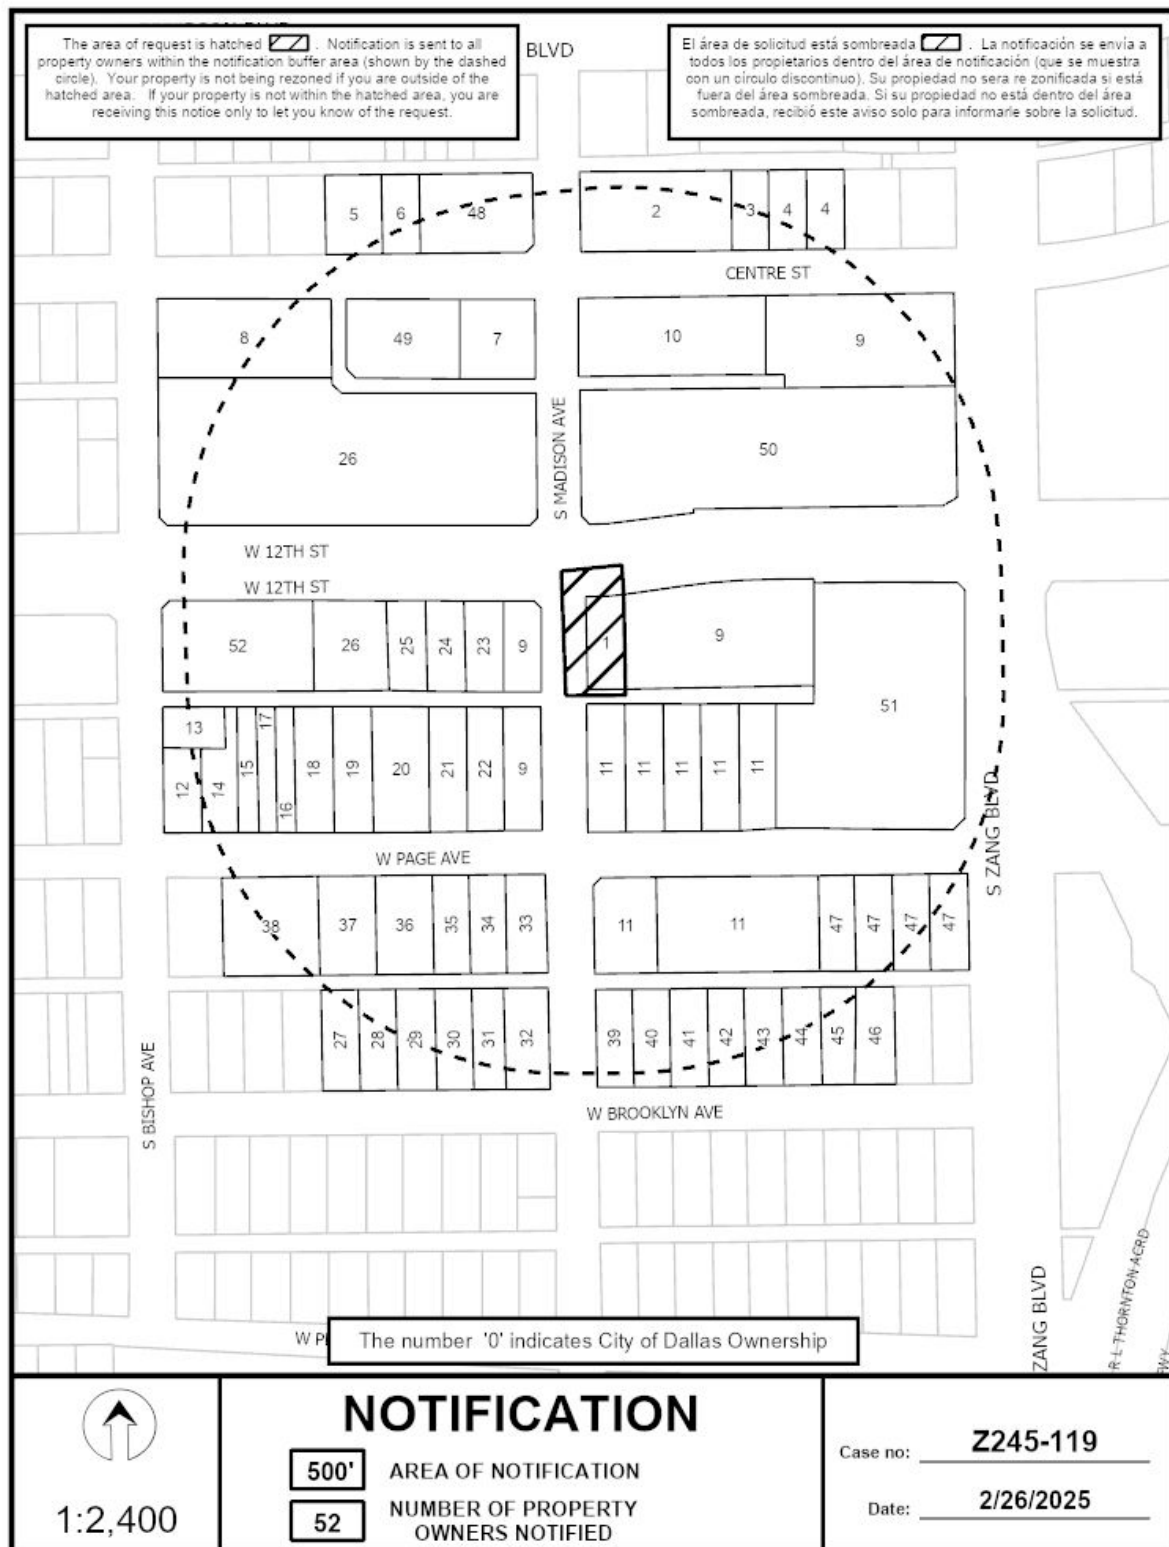 The area of request is hatched . Notification is sent to all
property owners within the notification buffer area (shown by the dashed
circle). Your property is not being rezoned if you are outside of the
hatched area. If your property is not within the hatched area, you are
receiving this notice only to let you know of the request.
BLVD
El área de solicitud está sombreada . La notificación se envía a
todos los propietarios dentro del área de notificación (que se muestra
con un círculo discontinuo). Su propiedad no sera re zonificada si está
fuera del área sombreada. Si su propiedad no está dentro del área
sombreada, recibió este aviso solo para informarle sobre la solicitud.
5 6 48 2 3 4 4
CENTRE ST
8 49 7 10 9
S MADISON AVE
26 50
W 12TH ST
W 12TH ST
52 26 25 24 23 9 1 9
51
13 17
12 14 15 16 18 19 20 21 22 9 11 11 11 11 11
S ZANG BLVD
W PAGE AVE
38 37 36 35 34 33 11 11 47 47 47 47
27 28 29 30 31 32 39 40 41 42 43 44 45 46
S BISHOP AVE
W BROOKLYN AVE
ZANG BLVD
R L THORNTON ACRD
W
The number '0' indicates City of Dallas Ownership
1:2,400
NOTIFICATION
500' AREA OF NOTIFICATION
52 NUMBER OF PROPERTY
OWNERS NOTIFIED
Case no: Z245-119
Date: 2/26/2025